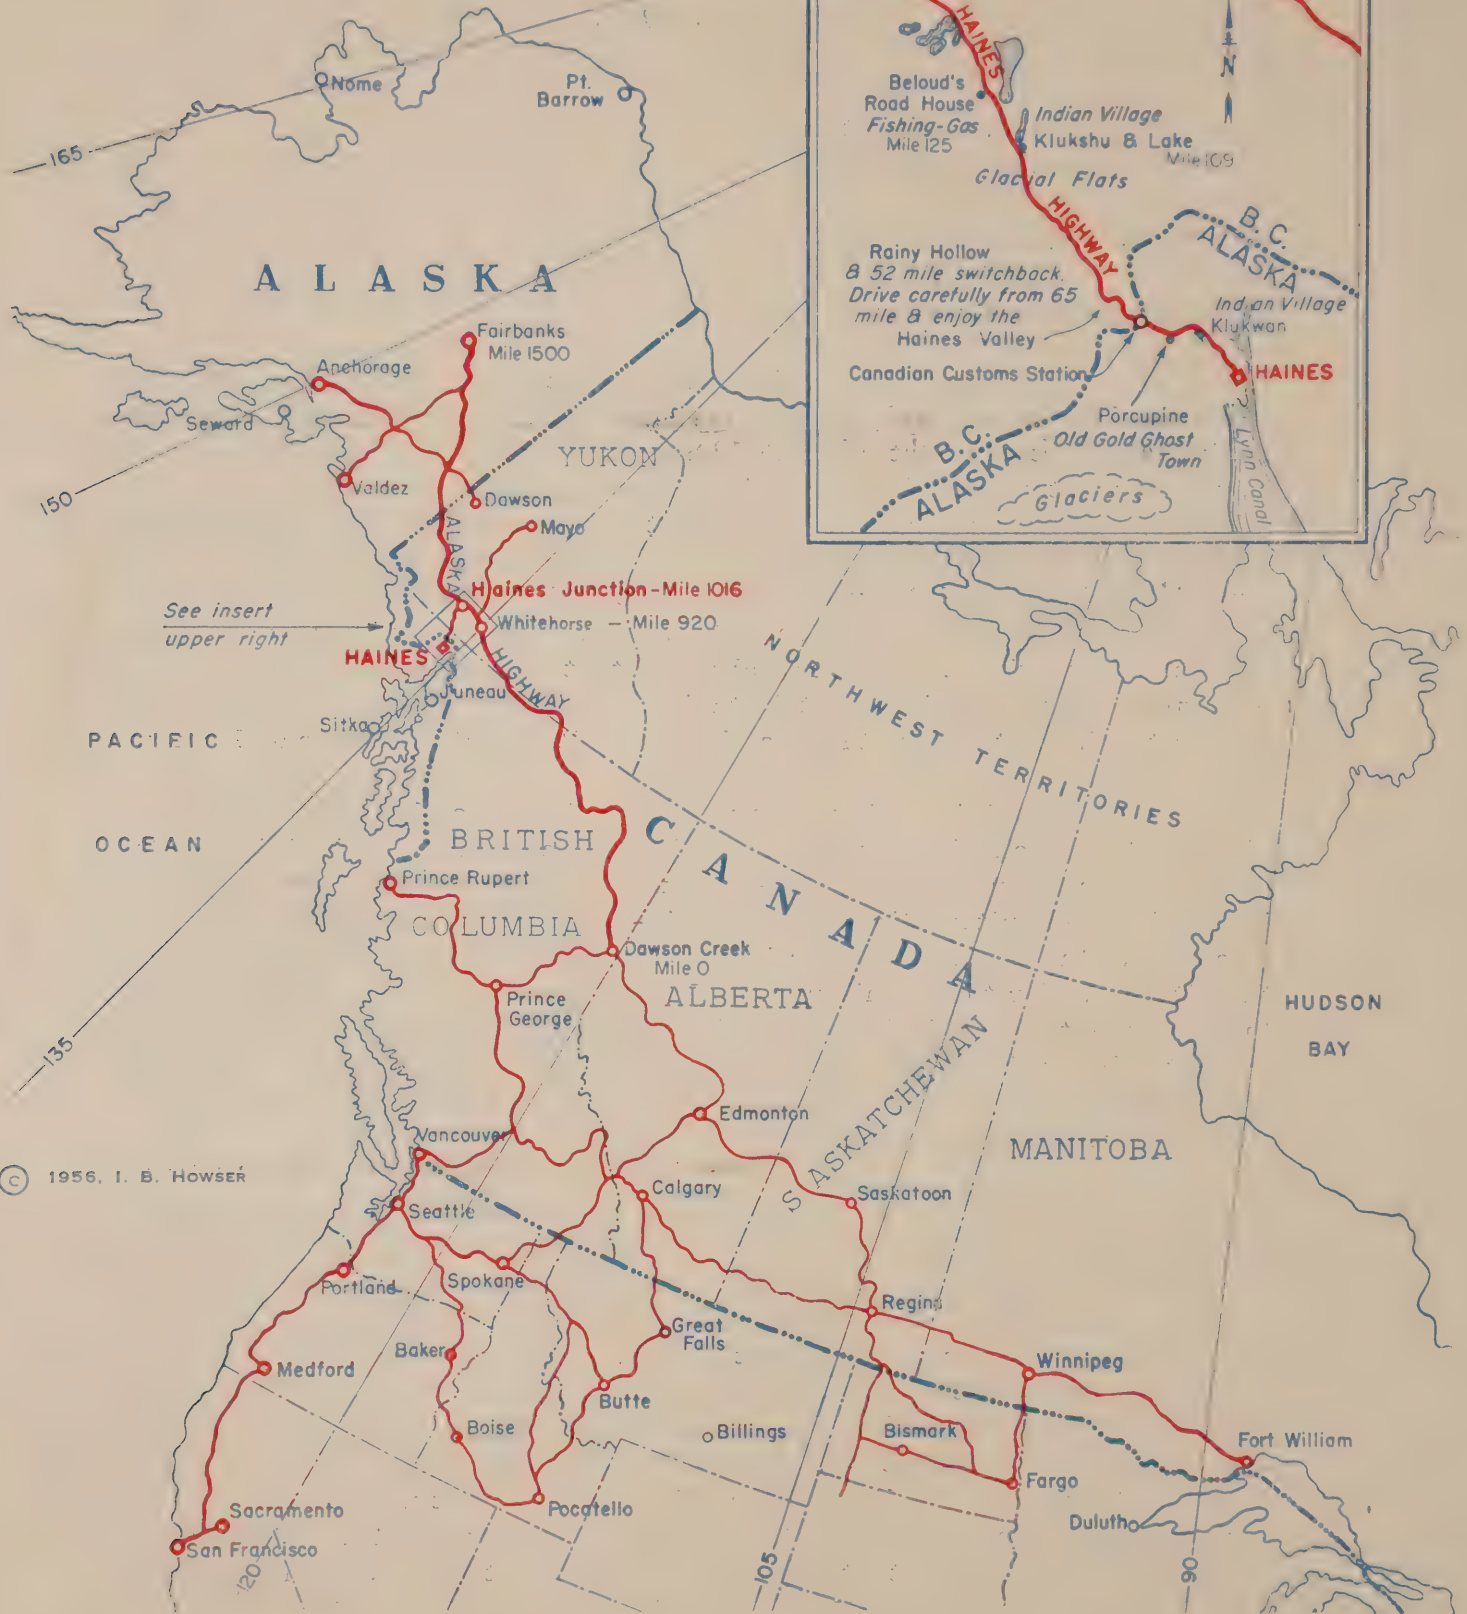 Nome
Pt.
Barrow
165
ALASKA
Fairbanks
Mile 1500
Anchorage
Seward
Valdez
150
YUKON
Dawson
Mayo
ALASKA
HIGHWAY
Haines Junction-Mile 1016
Whitehorse - Mile 920
See insert
upper right
HAINES
Juneau
Sitka
PACIFIC
OCEAN
135
HAINES
HIGHWAY
N
Beloud's
Road House
Fishing-Gas
Mile 125
Indian Village
Klukshu & Lake
Mile 109
Glacial Flats
B.C.
ALASKA
Rainy Hollow
& 52 mile switchback.
Drive carefully from 65
mile & enjoy the
Haines Valley
Indian Village
Klukwan
Canadian Customs Station
HAINES
Porcupine
Old Gold Ghost
Town
B.C.
ALASKA
Glaciers
Lynn Canal
NORTHWEST TERRITORIES
CANADA
BRITISH
COLUMBIA
Prince Rupert
Dawson Creek
Mile 0
Prince
George
ALBERTA
SASKATCHEWAN
MANITOBA
HUDSON
BAY
Edmonton
Vancouver
© 1956, I. B. HOWSER
Seattle
Calgary
Saskatoon
Portland
Spokane
Regina
Great
Falls
Baker
Medford
Winnipeg
Butte
Boise
Billings
Bismark
Fort William
Fargo
Pocatello
Sacramento
San Francisco
Duluth
120
105
90